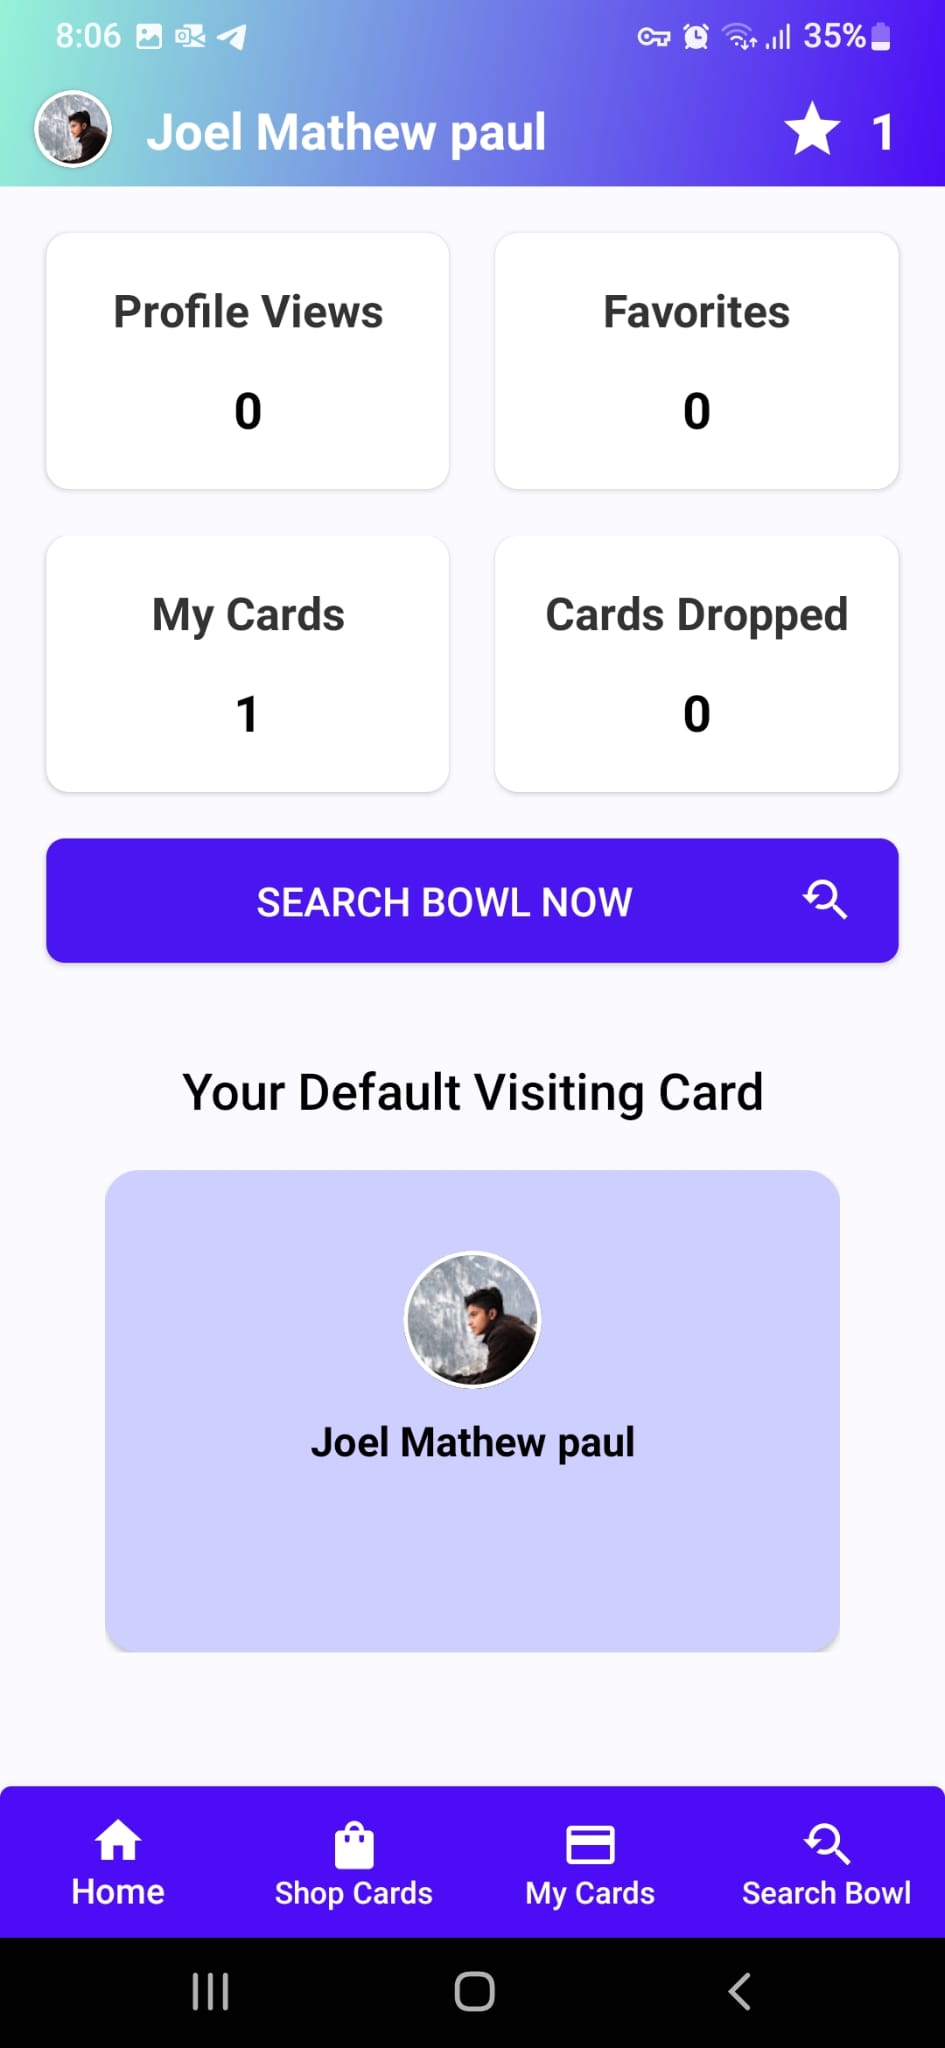 8:06 35%
Joel Mathew paul 1
Profile Views
0
Favorites
0
My Cards
1
Cards Dropped
0
SEARCH BOWL NOW
Your Default Visiting Card
Joel Mathew paul
Home Shop Cards My Cards Search Bowl